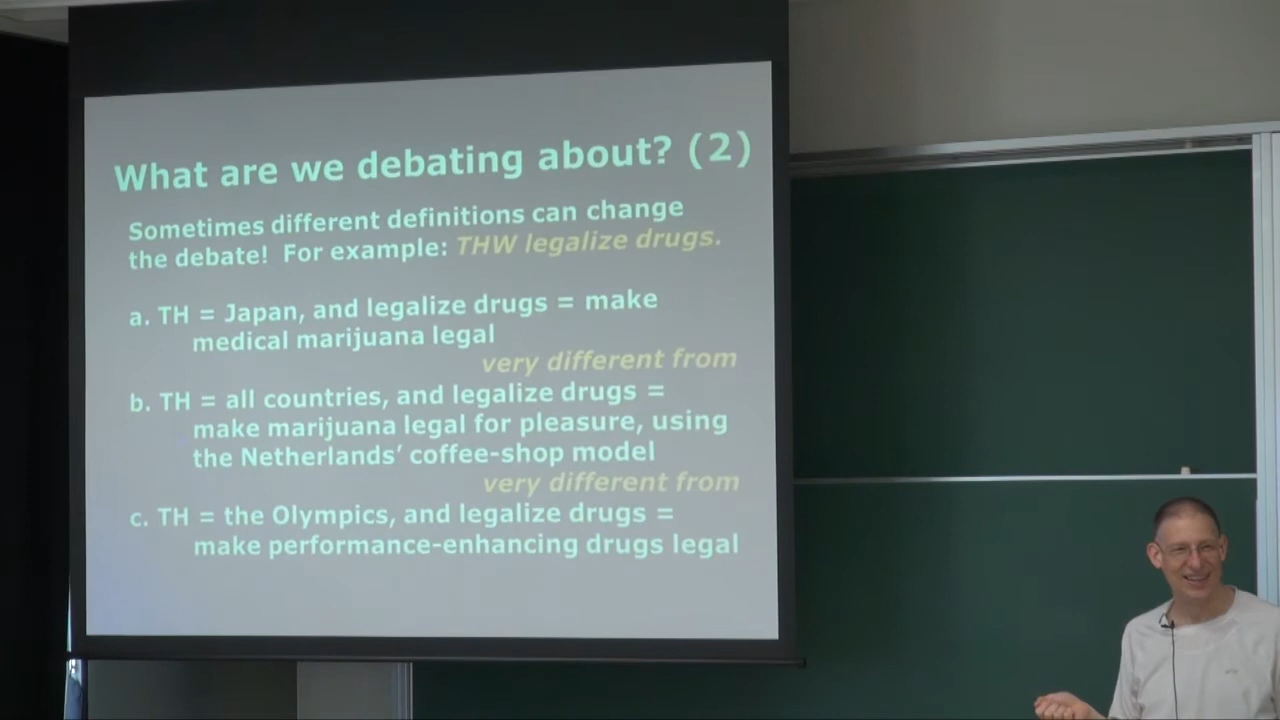 What are we debating about? (2)
Sometimes different definitions can change
the debate! For example: THW legalize drugs.
a. TH = Japan, and legalize drugs = make
medical marijuana legal
very different from
b. TH = all countries, and legalize drugs =
make marijuana legal for pleasure, using
the Netherlands’ coffee-shop model
very different from
c. TH = the Olympics, and legalize drugs =
make performance-enhancing drugs legal